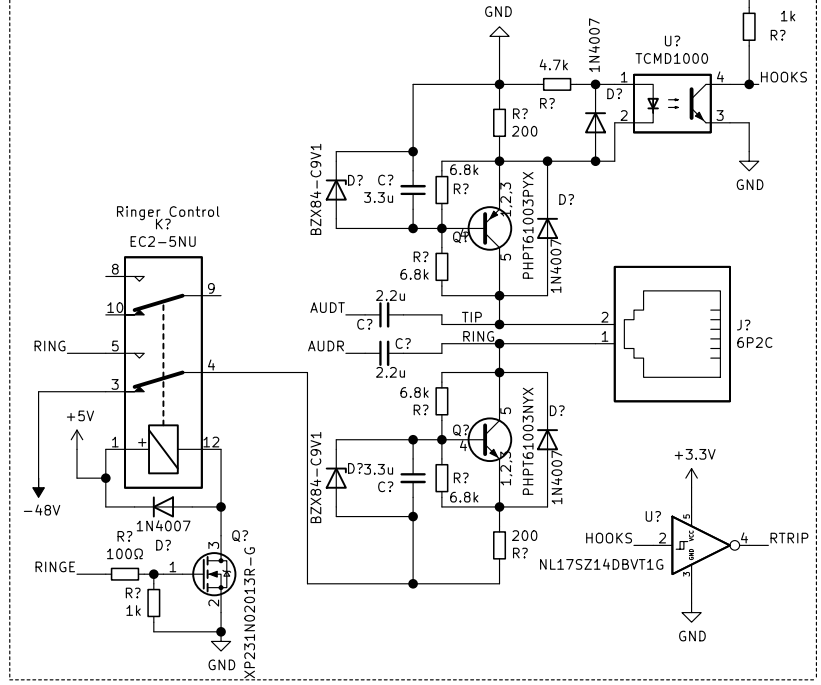 GND
1k
R?
1N4007
4.7k
R?
U?
TCMD1000
1
4
HOOKS
D?
2
3
GND
R?
200
BZX84-C9V1
D?
C?
3.3u
6.8k
R?
1,2,3
PHPT61003PYX
D?
Q?
4
5
1N4007
R?
6.8k
Ringer Control
K?
EC2-5NU
8
9
10
RING
5
4
3
+5V
1
+
12
-48V
1N4007
D?
AUDT
2.2u
C?
TIP
2
RING
1
AUDR
C?
2.2u
J?
6P2C
6.8k
R?
5
PHPT61003NYX
D?
Q?
4
1,2,3
1N4007
BZX84-C9V1
D?
3.3u
C?
R?
6.8k
200
R?
R?
100Ω
RINGE
1
R?
1k
Q?
3
2
XP231N02013R-G
GND
+3.3V
U?
5
VCC
HOOKS
2
4
RTRIP
GND
3
NL17SZ14DBVT1G
GND